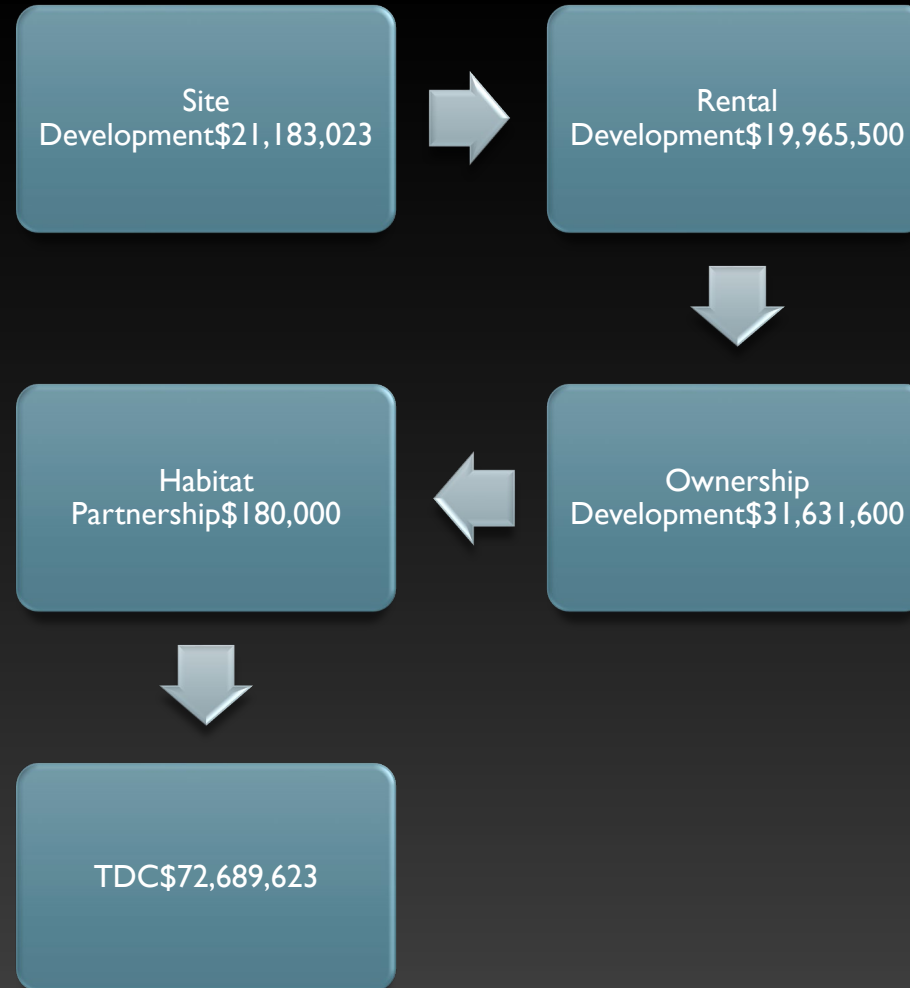 Site
Development$21,183,023
Rental
Development$19,965,500
Ownership
Development$31,631,600
Habitat
Partnership$180,000
TDC$72,689,623